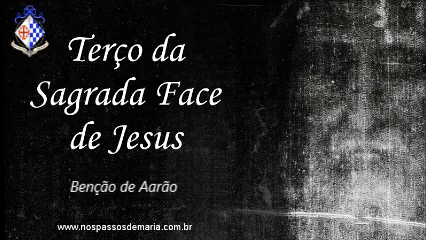 Terço da
Sagrada Face
de Jesus
Benção de Aarão
www.nospassosdemaria.com.br